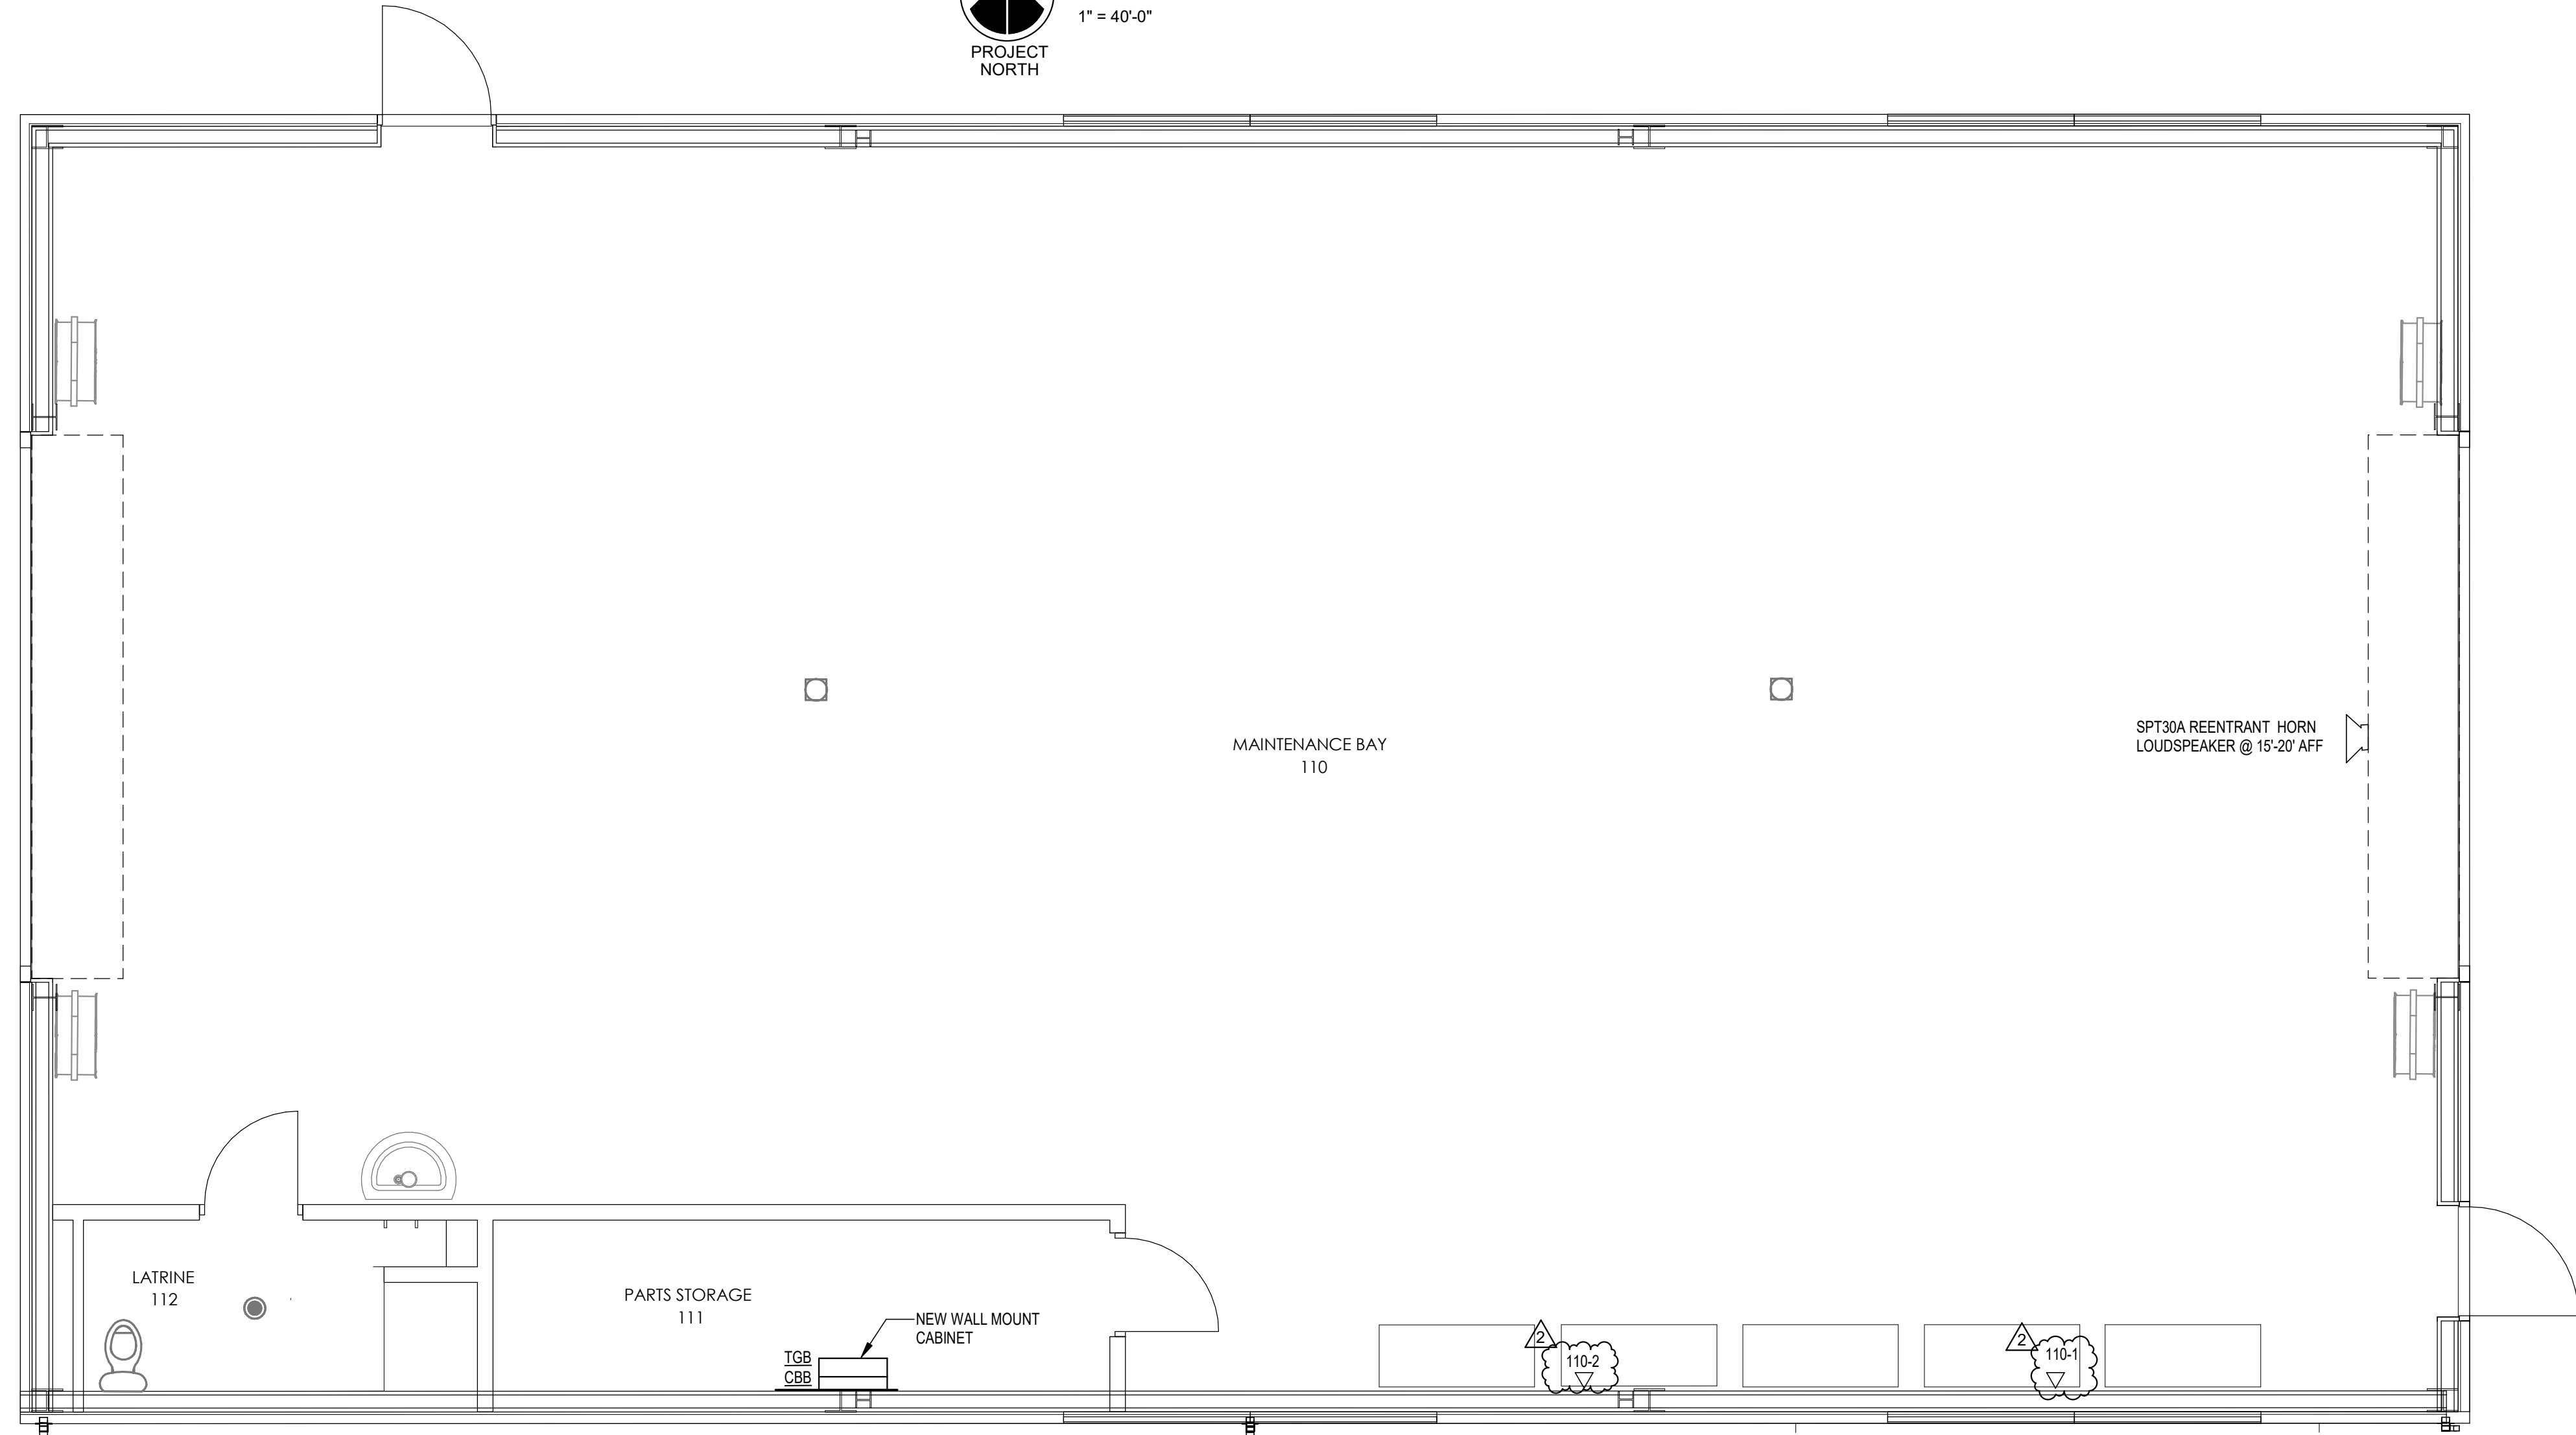 1" = 40'-0"
PROJECT
NORTH
SPT30A REENTRANT HORN
LOUDSPEAKER @ 15'-20' AFF
MAINTENANCE BAY
110
LATRINE
112
PARTS STORAGE
111
NEW WALL MOUNT
CABINET
TGB
CBB
2
110-2
2
110-1